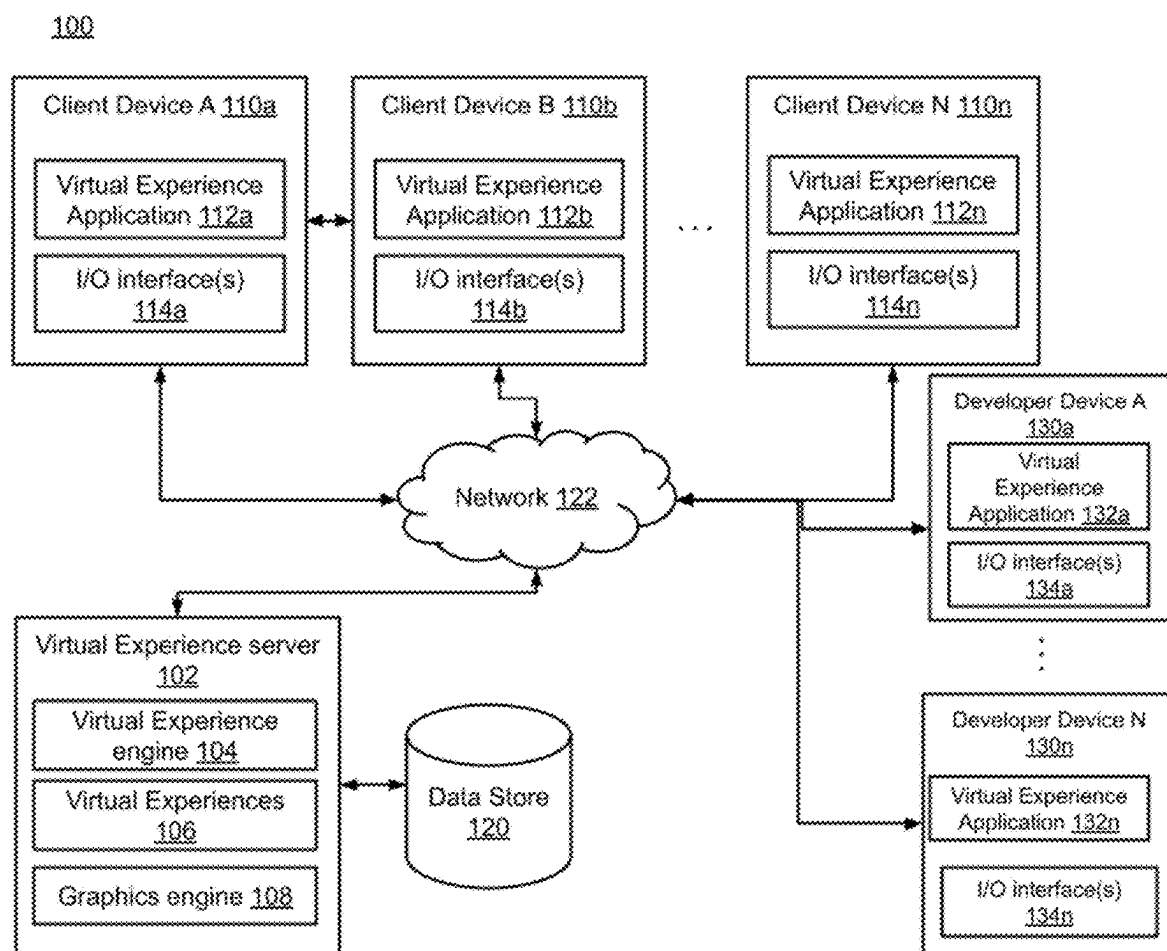 100
Client Device A 110a
Virtual Experience
Application 112a
I/O interface(s)
114a
Client Device B 110b
Virtual Experience
Application 112b
I/O interface(s)
114b
. . .
Client Device N 110n
Virtual Experience
Application 112n
I/O interface(s)
114n
Network 122
Developer Device A
130a
Virtual
Experience
Application 132a
I/O interface(s)
134a
Developer Device N
130n
Virtual Experience
Application 132n
I/O interface(s)
134n
Virtual Experience server
102
Virtual Experience
engine 104
Virtual Experiences
106
Graphics engine 108
Data Store
120